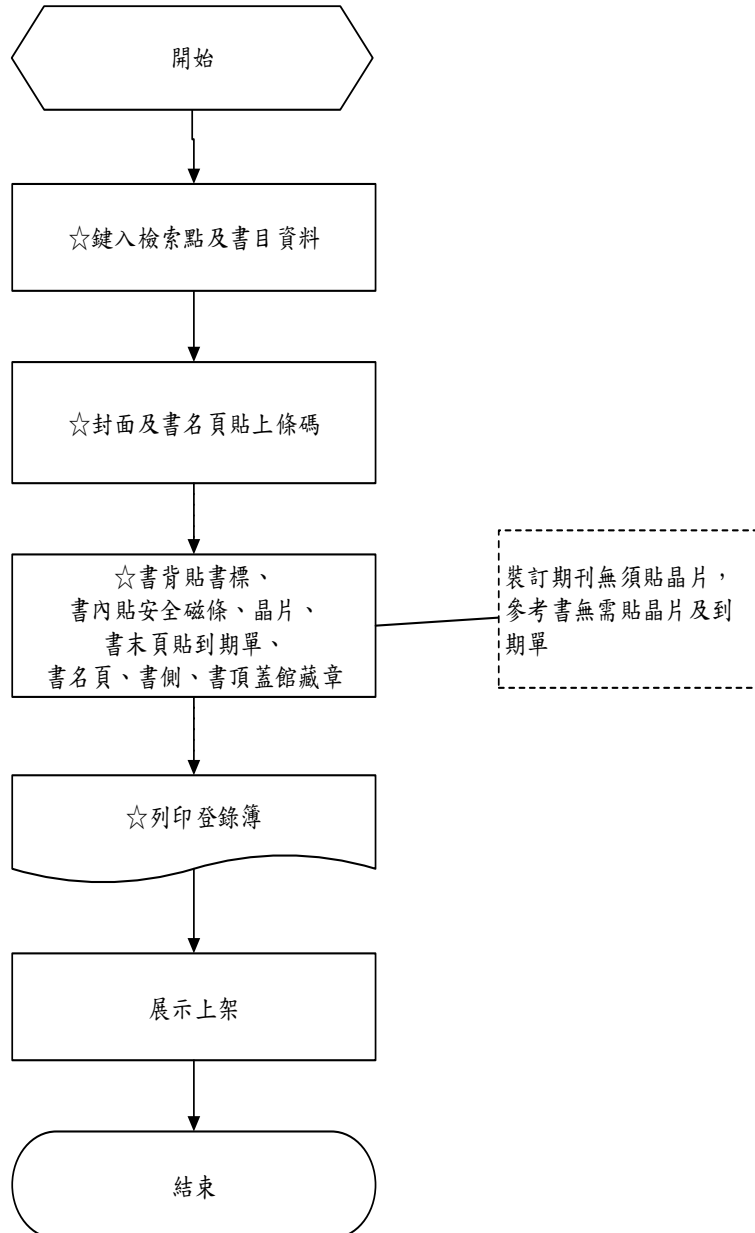 開始
☆鍵入檢索點及書目資料
☆封面及書名頁貼上條碼
☆書背貼書標、
書內貼安全磁條、晶片、
書末頁貼到期單、
書名頁、書側、書頂蓋館藏章
裝訂期刊無須貼晶片，
參考書無需貼晶片及到
期單
☆列印登錄簿
展示上架
結束